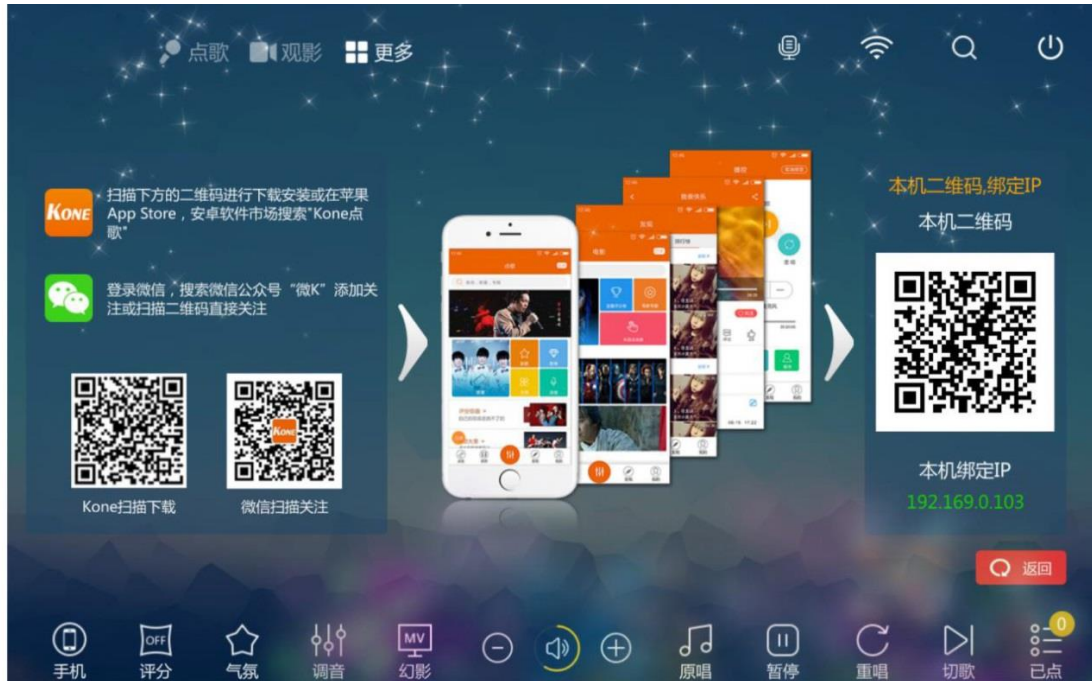 点歌 观影 更多
KONE
扫描下方的二维码进行下载安装或在苹果
App Store，安卓软件市场搜索"Kone点
歌"
登录微信，搜索微信公众号“微K”添加关
注或扫描二维码直接关注
KONE
Kone扫描下载 微信扫描关注
本机二维码,绑定IP
本机二维码
本机绑定IP
192.169.0.103
返回
OFF MV 0
手机 评分 气氛 调音 幻影 原唱 暂停 重唱 切歌 已点